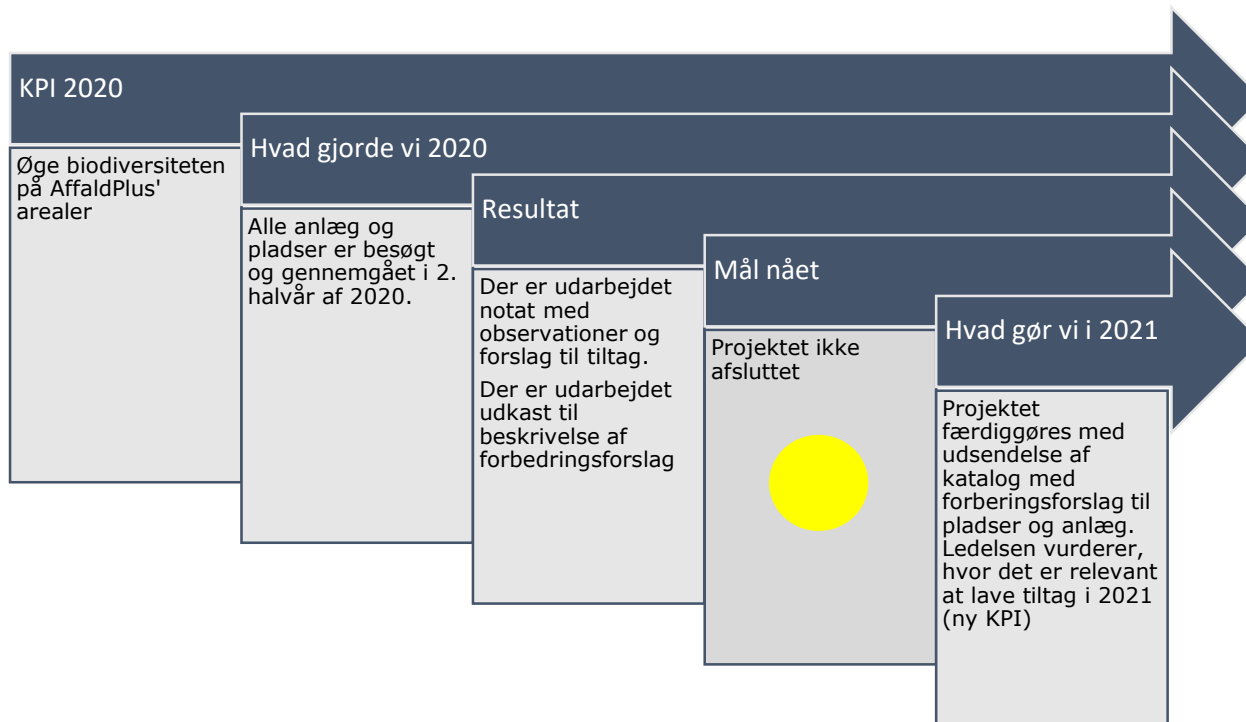 KPI 2020
Øge biodiversiteten
på AffaldPlus'
arealer
Hvad gjorde vi 2020
Alle anlæg og
pladser er besøgt
og gennemgået i 2.
halvår af 2020.
Resultat
Der er udarbejdet
notat med
observationer og
forslag til tiltag.
Der er udarbejdet
udkast til
beskrivelse af
forbedringsforslag
Mål nået
Projektet ikke
afsluttet
Hvad gør vi i 2021
Projektet
færdiggøres med
udsendelse af
katalog med
forberingsforslag til
pladser og anlæg.
Ledelsen vurderer,
hvor det er relevant
at lave tiltag i 2021
(ny KPI)